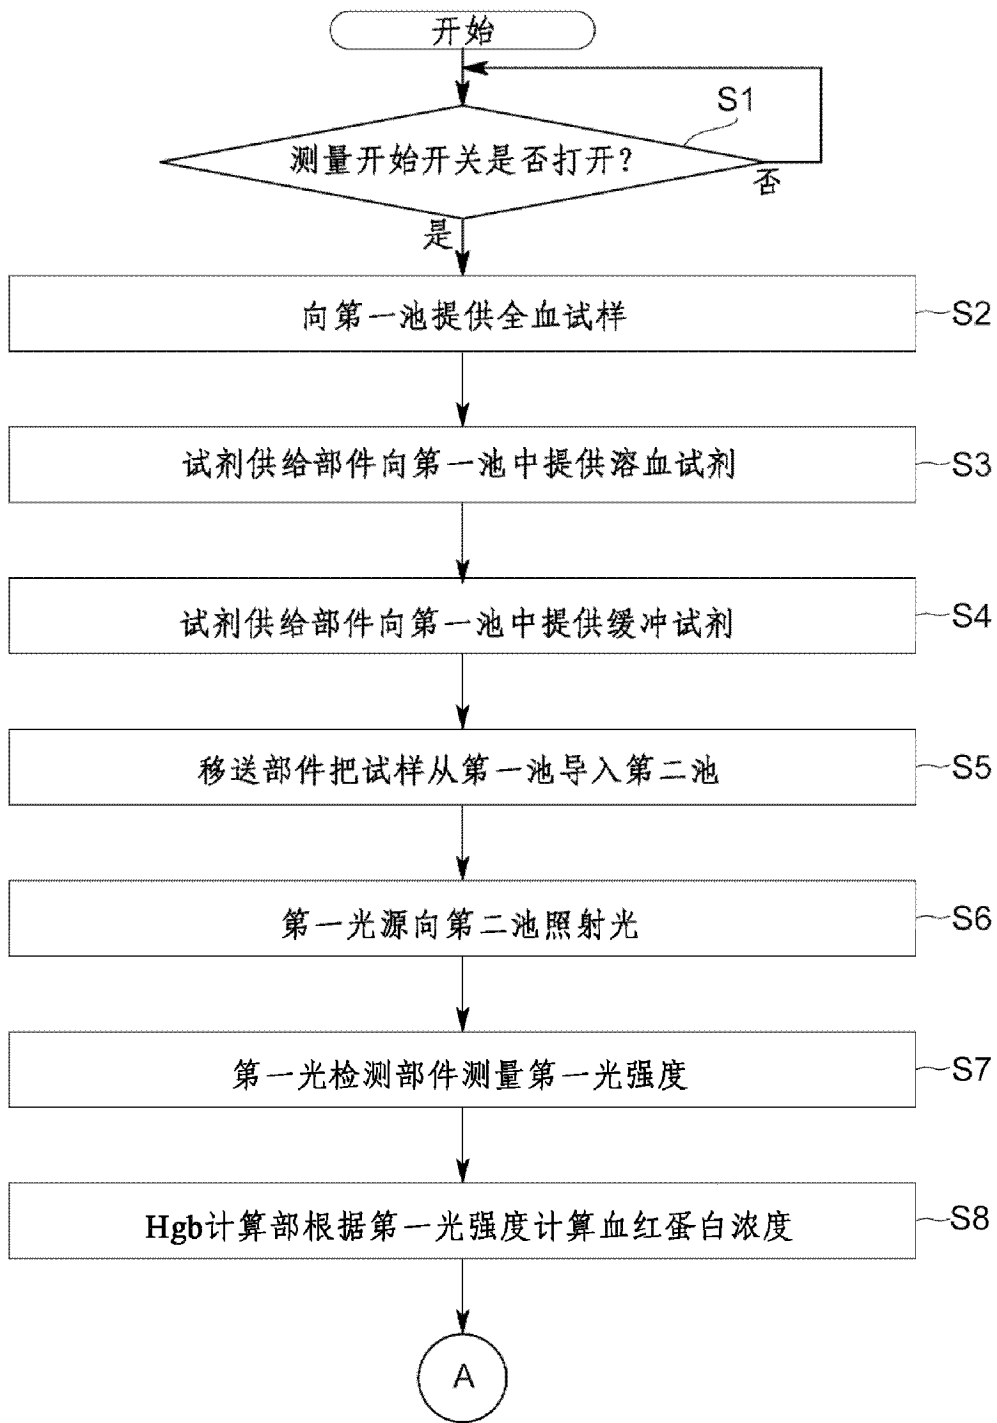 开始
S1
测量开始开关是否打开?
否
是
向第一池提供全血试样
S2
试剂供给部件向第一池中提供溶血试剂
S3
试剂供给部件向第一池中提供缓冲试剂
S4
移送部件把试样从第一池导入第二池
S5
第一光源向第二池照射光
S6
第一光检测部件测量第一光强度
S7
Hgb计算部根据第一光强度计算血红蛋白浓度
S8
A